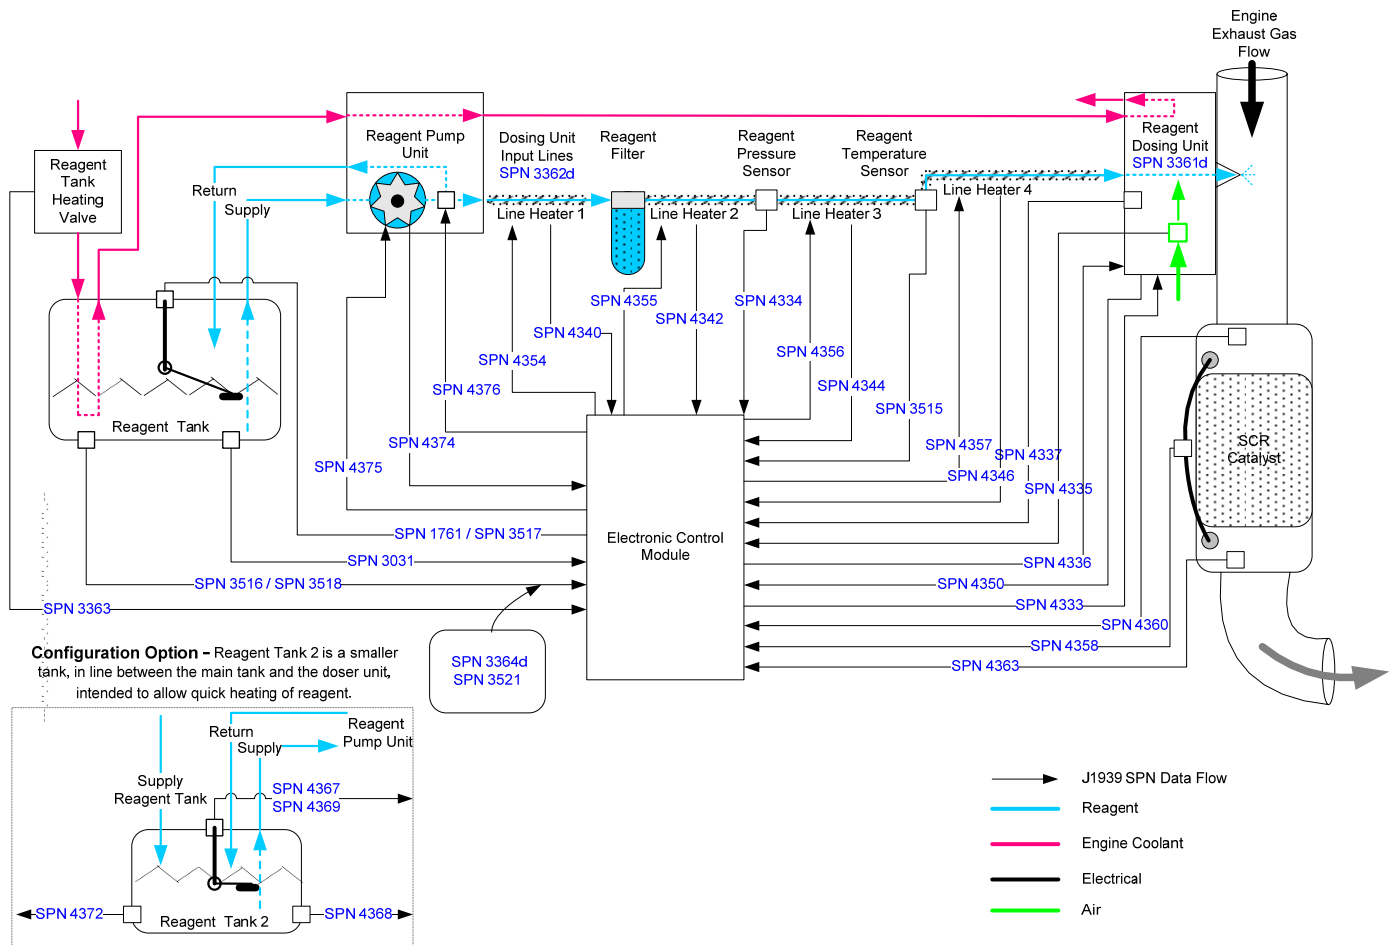 Engine
Exhaust Gas
Flow
Reagent
Tank
Heating
Valve
Reagent Pump
Unit
Dosing Unit
Input Lines
SPN 3362d
Reagent
Filter
Reagent
Pressure
Sensor
Reagent
Temperature
Sensor
Reagent
Dosing Unit
SPN 3361d
Return
Supply
Line Heater 1
Line Heater 2
Line Heater 3
Line Heater 4
SPN 4355
SPN 4334
SPN 4340
SPN 4342
SPN 4354
SPN 4356
SPN 4376
SPN 4344
SPN 3515
Reagent Tank
SPN 4374
SPN 4357
SPN 4337
SCR
Catalyst
SPN 4375
SPN 4346
SPN 4335
SPN 1761 / SPN 3517
Electronic Control
Module
SPN 3031
SPN 4336
SPN 3516 / SPN 3518
SPN 4350
SPN 3363
SPN 4333
SPN 4360
SPN 4358
SPN 4363
SPN 3364d
SPN 3521
Configuration Option – Reagent Tank 2 is a smaller
tank, in line between the main tank and the doser unit,
intended to allow quick heating of reagent.
Return
Supply
Reagent
Pump Unit
Supply
Reagent Tank
SPN 4367
SPN 4369
SPN 4372
Reagent Tank 2
SPN 4368
J1939 SPN Data Flow
Reagent
Engine Coolant
Electrical
Air